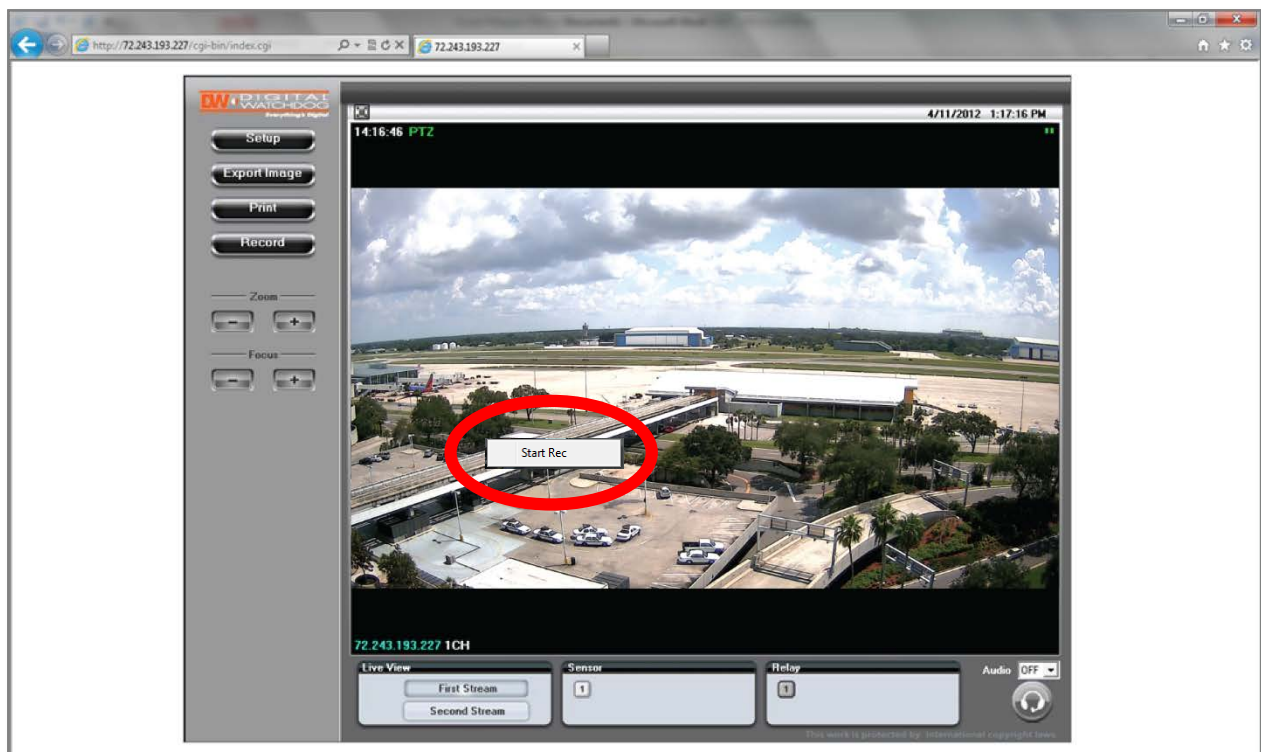 http://72.243.193.227/cgi-bin/index.cgi
72.243.193.227
DW DIGITAL
WATCHDOG
Everything's Digital
4/11/2012 1:17:16 PM
14:16:46 PTZ
Setup
Export Image
Print
Record
Zoom
- +
Focus
- +
Start Rec
72.243.193.227 1CH
Live View
First Stream
Second Stream
Sensor
1
Relay
1
Audio OFF
This work is protected by international copyright laws